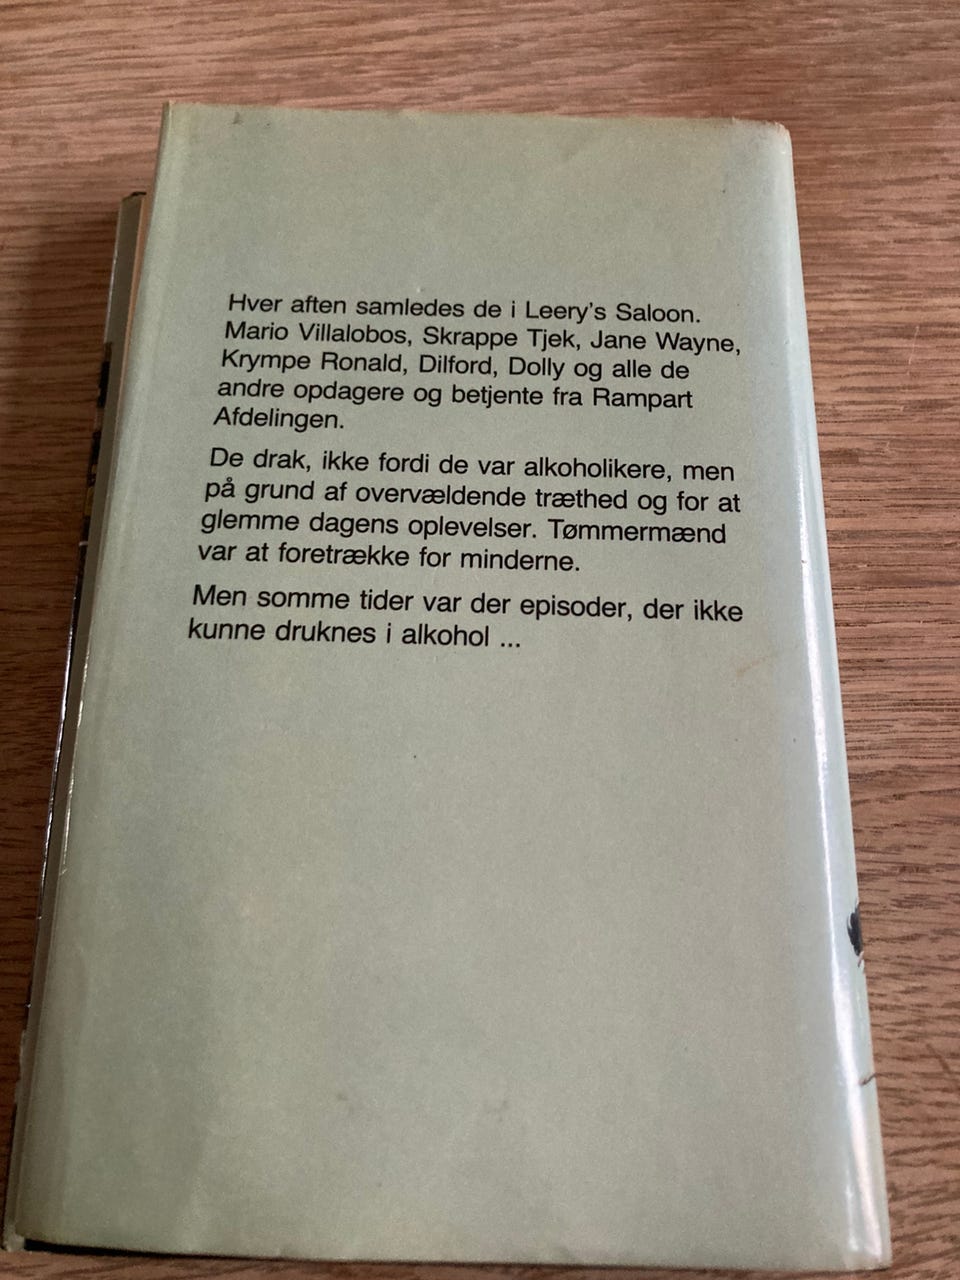 Hver aften samledes de i Leery's Saloon.
Mario Villalobos, Skrappe Tjek, Jane Wayne,
Krympe Ronald, Dilford, Dolly og alle de
andre opdagere og betjente fra Rampart
Afdelingen.
De drak, ikke fordi de var alkoholikere, men
på grund af overvældende træthed og for at
glemme dagens oplevelser. Tømmermænd
var at foretrække for minderne.
Men somme tider var der episoder, der ikke
kunne druknes i alkohol ...